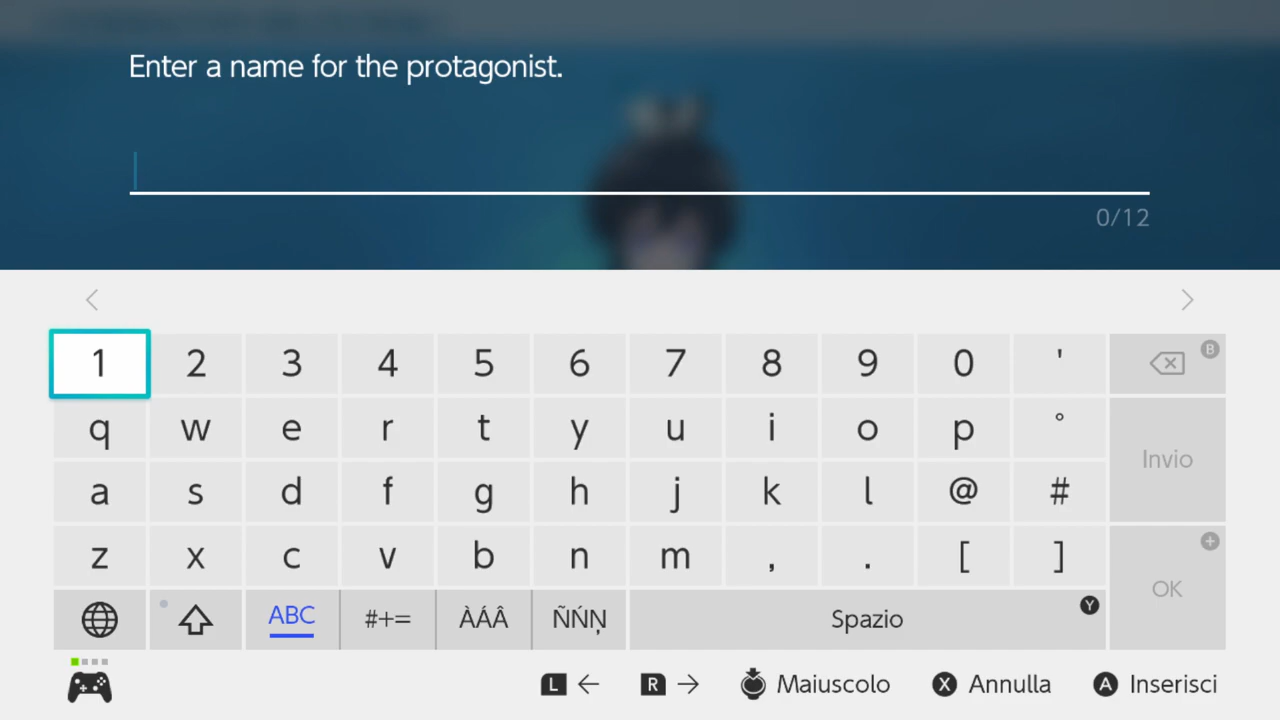 Enter a name for the protagonist.
0/12
1 2 3 4 5 6 7 8 9 0 ' B
q w e r t y u i o p ° Invio
a s d f g h j k l @ #
z x c v b n m , . [ ] +
OK
ABC #+= ÀÁÂ ÑŃŅ Spazio Y
L ← R → Maiuscolo X Annulla A Inserisci